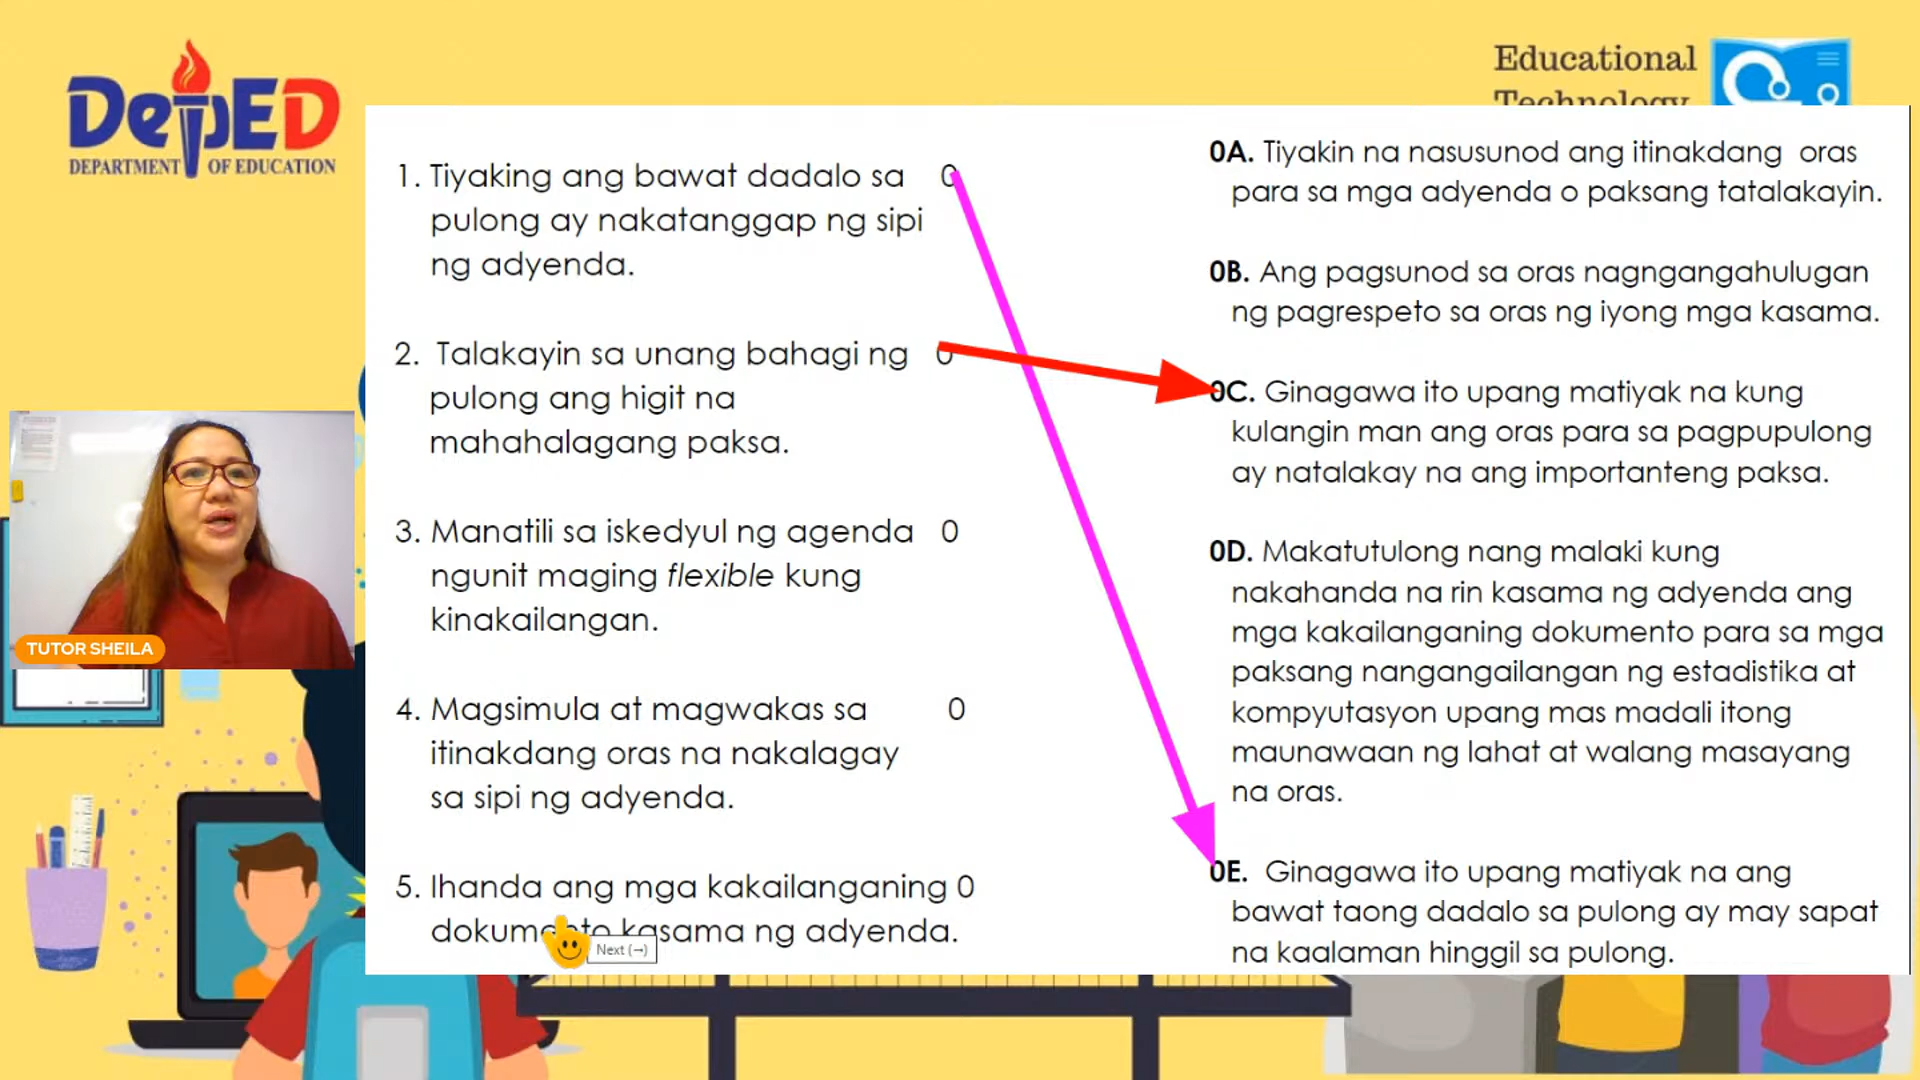 DepED
DEPARTMENT OF EDUCATION
Educational
Technology
1. Tiyaking ang bawat dadalo sa 0
pulong ay nakatanggap ng sipi
ng adyenda.
2. Talakayin sa unang bahagi ng 0
pulong ang higit na
mahahalagang paksa.
3. Manatili sa iskedyul ng agenda 0
ngunit maging flexible kung
kinakailangan.
4. Magsimula at magwakas sa 0
itinakdang oras na nakalagay
sa sipi ng adyenda.
5. Ihanda ang mga kakailanganing 0
dokumento kasama ng adyenda.
Next (→)
0A. Tiyakin na nasusunod ang itinakdang oras
para sa mga adyenda o paksang tatalakayin.
0B. Ang pagsunod sa oras nagngangahulugan
ng pagrespeto sa oras ng iyong mga kasama.
0C. Ginagawa ito upang matiyak na kung
kulangin man ang oras para sa pagpupulong
ay natalakay na ang importanteng paksa.
0D. Makatutulong nang malaki kung
nakahanda na rin kasama ng adyenda ang
mga kakailanganing dokumento para sa mga
paksang nangangailangan ng estadistika at
kompyutasyon upang mas madali itong
maunawaan ng lahat at walang masayang
na oras.
0E. Ginagawa ito upang matiyak na ang
bawat taong dadalo sa pulong ay may sapat
na kaalaman hinggil sa pulong.
TUTOR SHEILA